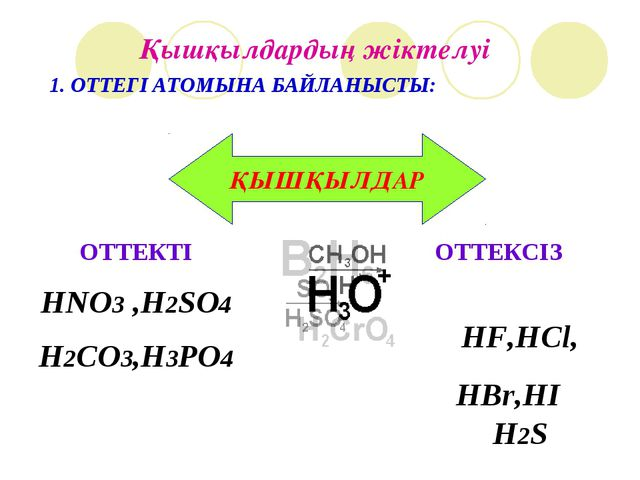 Қышқылдардың жіктелуі
1. ОТТЕГІ АТОМЫНА БАЙЛАНЫСТЫ:
ҚЫШҚЫЛДАР
ОТТЕКТІ
ОТТЕКСІЗ
HNO3 ,H2SO4
H2CO3,H3PO4
CH3OH
H3O+
H2SO4
H2CrO4
HF,HCl,
HBr,HI
H2S